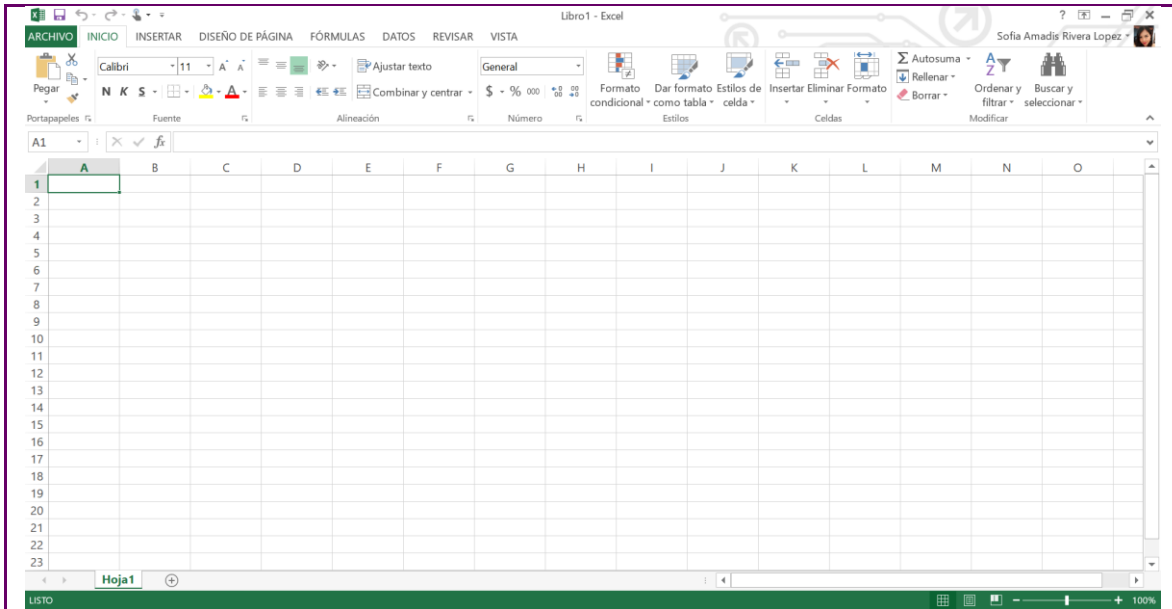 Libro1 - Excel
?
ARCHIVO INICIO INSERTAR DISEÑO DE PÁGINA FÓRMULAS DATOS REVISAR VISTA
Sofia Amadis Rivera Lopez
Pegar
Calibri 11 A A
N K S A
Ajustar texto
Combinar y centrar
General
$ % 000
Formato condicional
Dar formato como tabla
Estilos de celda
Insertar Eliminar Formato
Autosuma
Rellenar
Borrar
Ordenar y filtrar
Buscar y seleccionar
Portapapeles Fuente Alineación Número Estilos Celdas Modificar
A1 fx
A B C D E F G H I J K L M N O
1
2
3
4
5
6
7
8
9
10
11
12
13
14
15
16
17
18
19
20
21
22
23
Hoja1
LISTO 100%